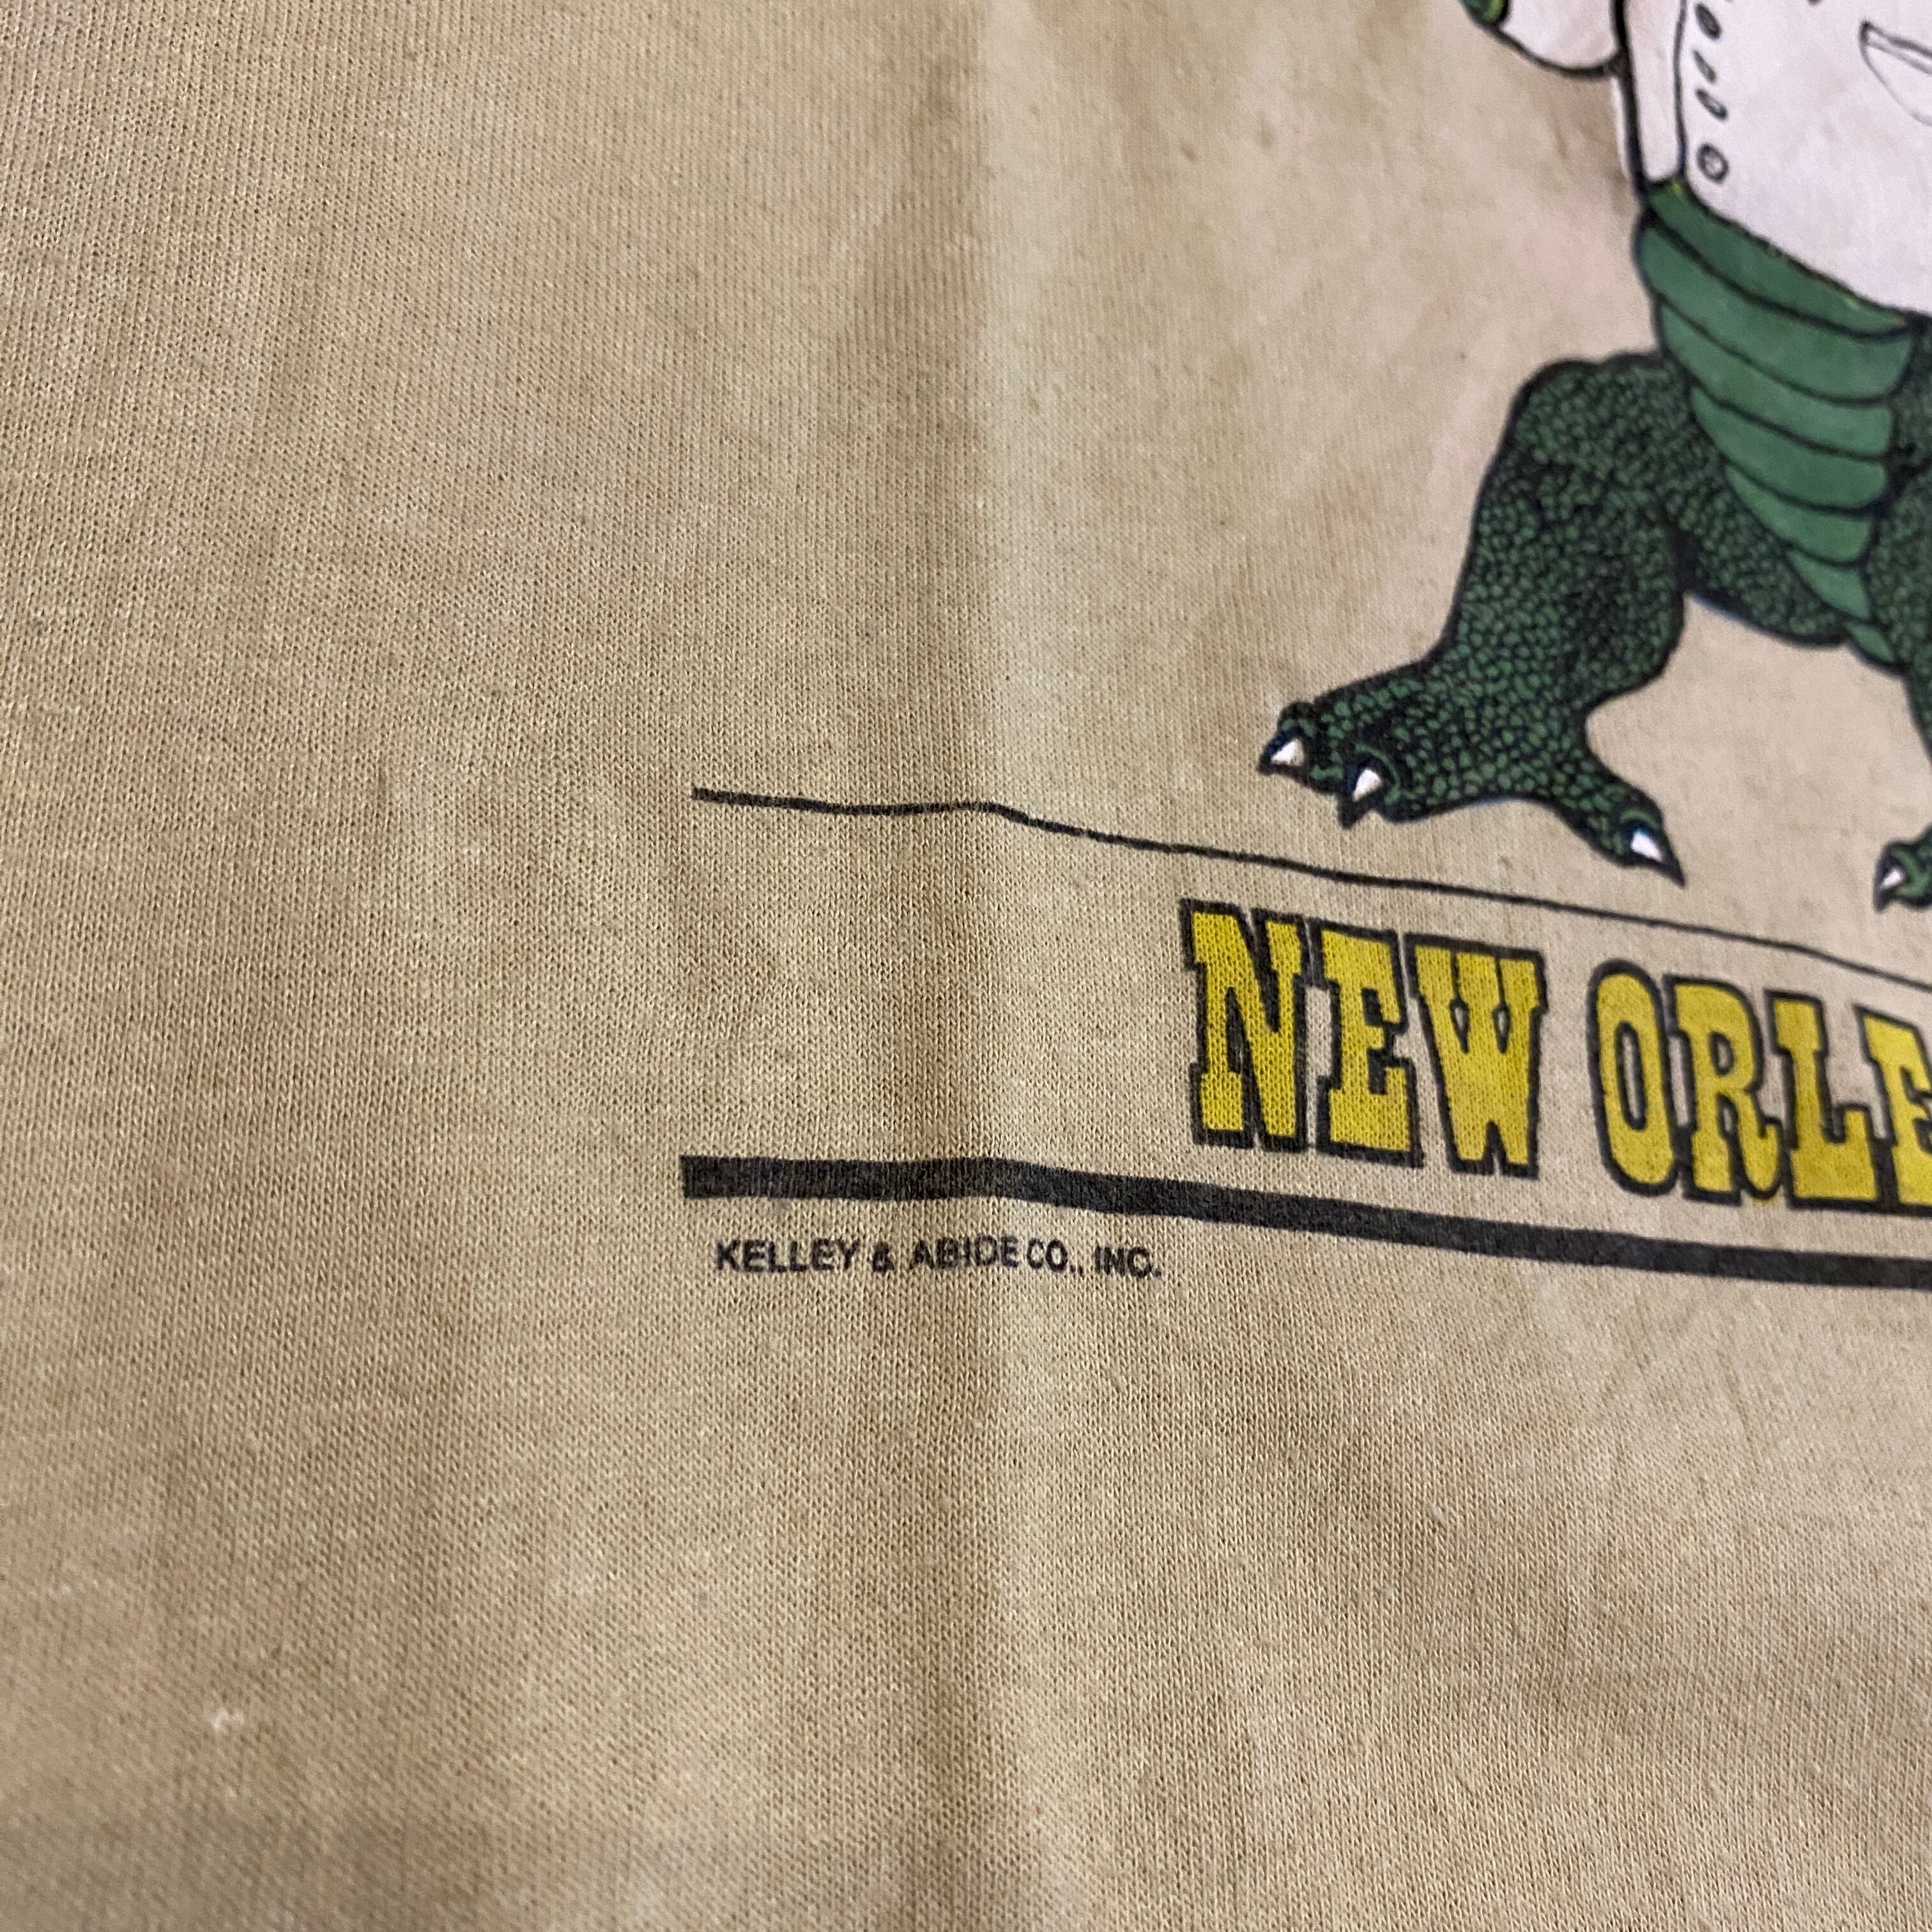 NEW ORLE
KELLEY & ABIDE CO., INC.